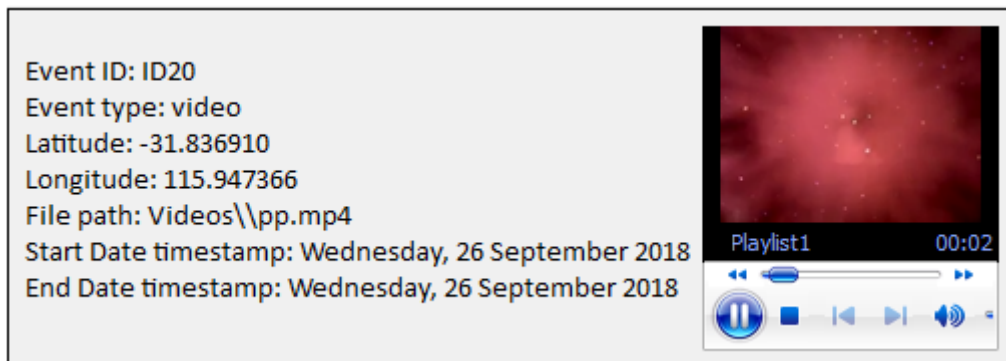 Event ID: ID20
Event type: video
Latitude: -31.836910
Longitude: 115.947366
File path: Videos\\pp.mp4
Start Date timestamp: Wednesday, 26 September 2018
End Date timestamp: Wednesday, 26 September 2018
Playlist1 00:02